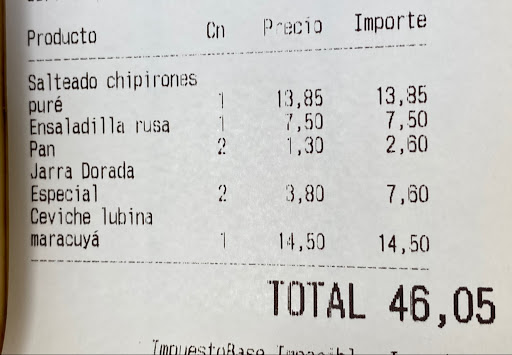 Producto Cn Precio Importe
Salteado chipirones
puré 1 13,85 13,85
Ensaladilla rusa 1 7,50 7,50
Pan 2 1,30 2,60
Jarra Dorada
Especial 2 3,80 7,60
Ceviche lubina
maracuyá 1 14,50 14,50
TOTAL 46,05